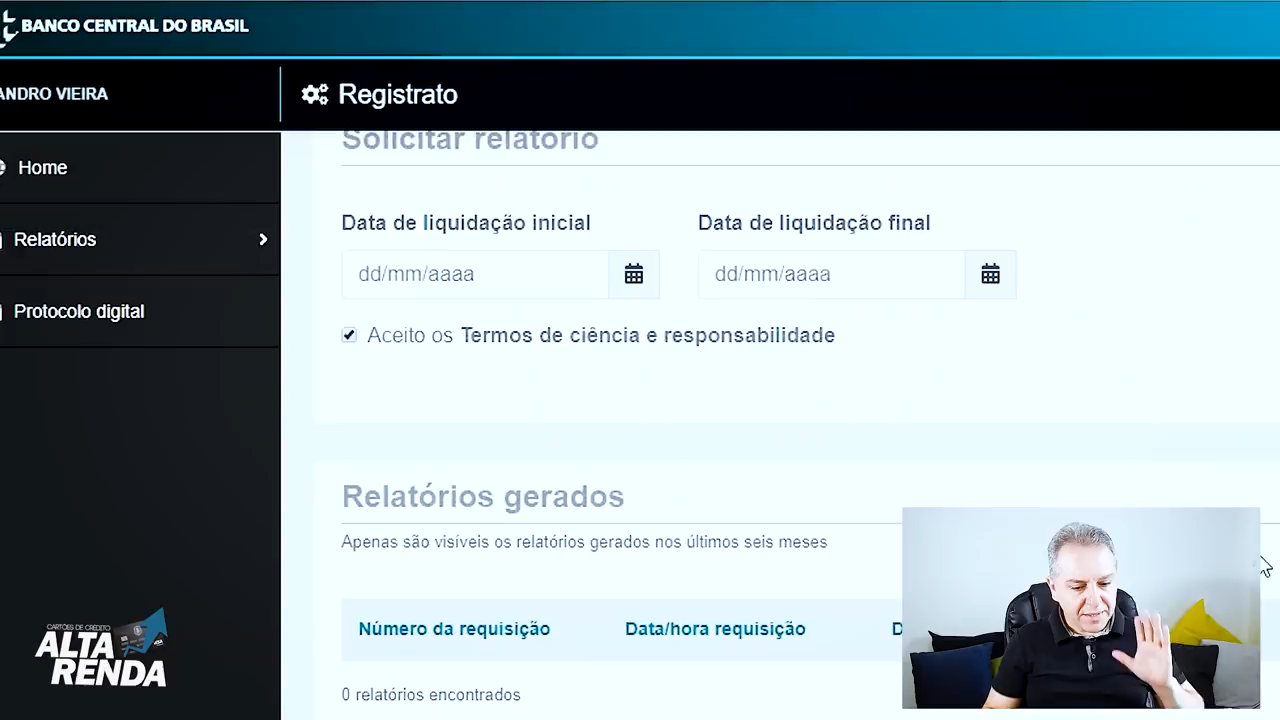 BANCO CENTRAL DO BRASIL
ANDRO VIEIRA
Registrato
Home
Relatórios
Protocolo digital
Solicitar relatório
Data de liquidação inicial
Data de liquidação final
dd/mm/aaaa
dd/mm/aaaa
Aceito os Termos de ciência e responsabilidade
Relatórios gerados
Apenas são visíveis os relatórios gerados nos últimos seis meses
Número da requisição
Data/hora requisição
0 relatórios encontrados
CARTÕES DE CRÉDITO
ALTA
RENDA